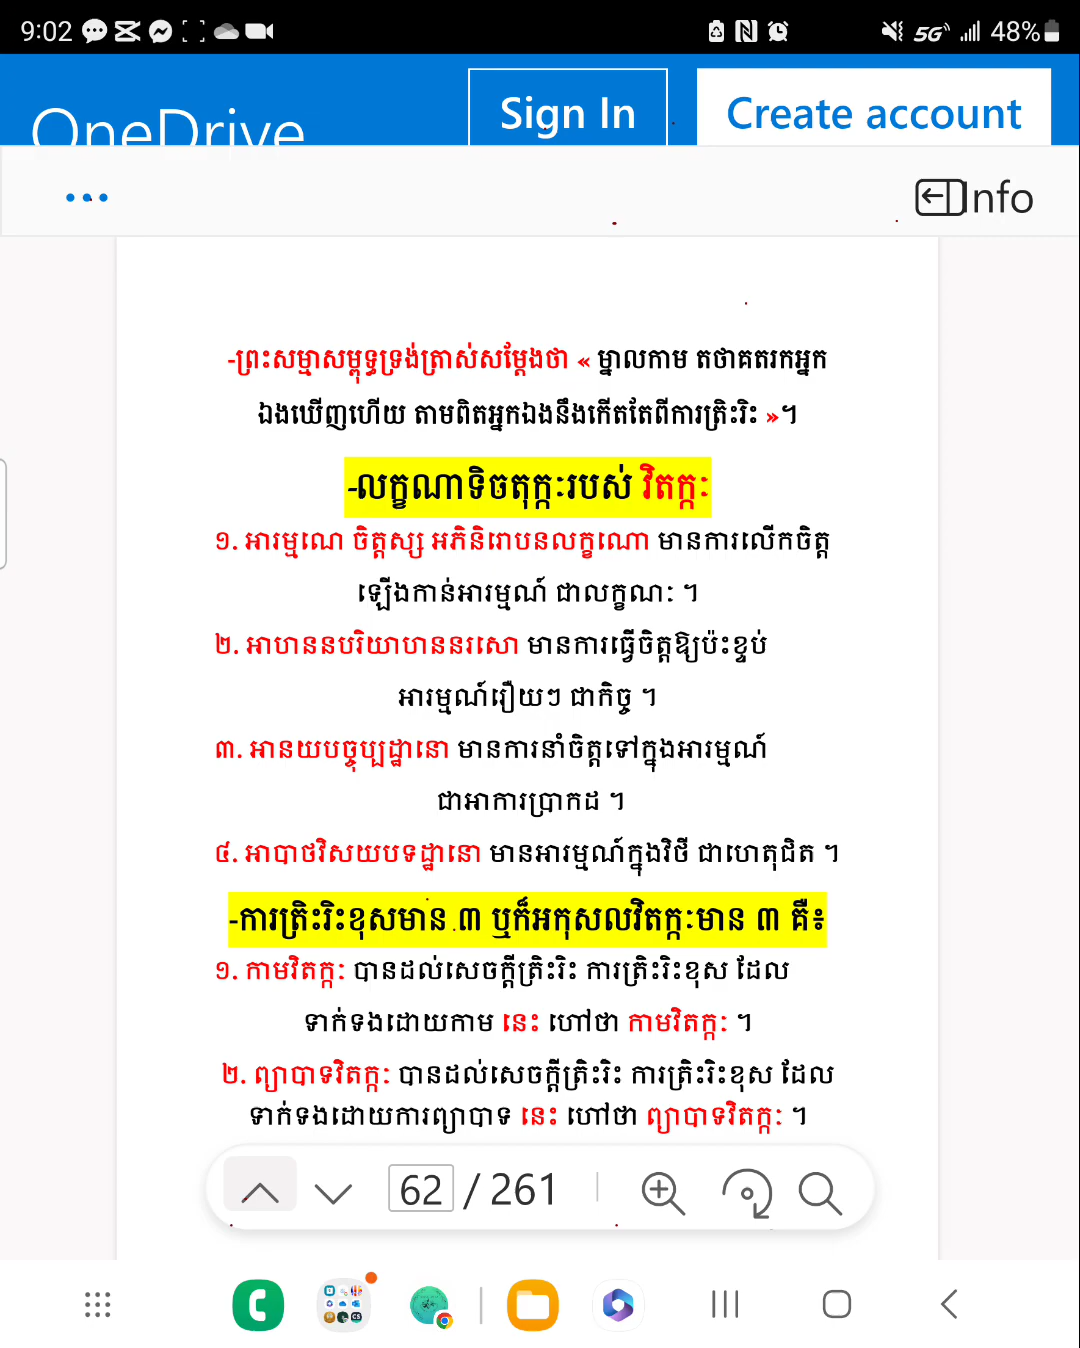 9:02
5G 48%
OneDrive
Sign In
Create account
Info
-ព្រះសម្មាសម្ពុទ្ធទ្រង់ត្រាស់សម្តែងថា « ម្នាលកាម តថាគតរកអ្នក
ឯងឃើញហើយ តាមពិតអ្នកឯងនឹងកើតតែពីការត្រិះរិះ »។
-លក្ខណាទិចតុក្កៈរបស់ វិតក្កៈ
១. អារម្មណេ ចិត្តស្ស អភិនិរោបនលក្ខណោ មានការលើកចិត្ត
ឡើងកាន់អារម្មណ៍ ជាលក្ខណៈ ។
២. អាហននបរិយាហននរសោ មានការធ្វើចិត្តឱ្យប៉ះខ្ទប់
អារម្មណ៍រឿយៗ ជាកិច្ច ។
៣. អានយបច្ចុប្បដ្ឋានោ មានការនាំចិត្តទៅក្នុងអារម្មណ៍
ជាអាការប្រាកដ ។
៤. អាបាថវិសយបទដ្ឋានោ មានអារម្មណ៍ក្នុងវិថី ជាហេតុជិត ។
-ការត្រិះរិះខុសមាន ៣ ឬក៏អកុសលវិតក្កៈមាន ៣ គឺ៖
១. កាមវិតក្កៈ បានដល់សេចក្តីត្រិះរិះ ការត្រិះរិះខុស ដែល
ទាក់ទងដោយកាម នេះ ហៅថា កាមវិតក្កៈ ។
២. ព្យាបាទវិតក្កៈ បានដល់សេចក្តីត្រិះរិះ ការត្រិះរិះខុស ដែល
ទាក់ទងដោយការព្យាបាទ នេះ ហៅថា ព្យាបាទវិតក្កៈ ។
62 / 261